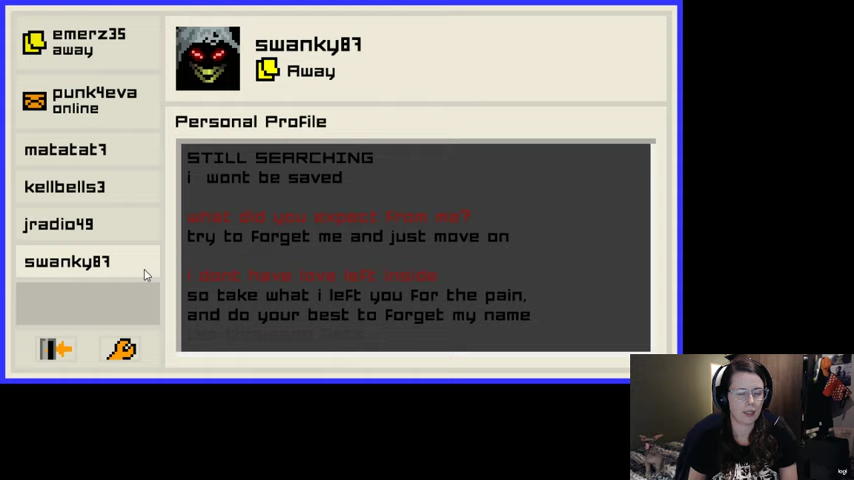 emerz35
away
punk4eva
online
matatat7
kellbells3
jradio49
swanky87
swanky87
Away
Personal Profile
STILL SEARCHING
i wont be saved
what did you expect from me?
try to forget me and just move on
i dont have love left inside
so take what i left you for the pain,
and do your best to forget my name
logi